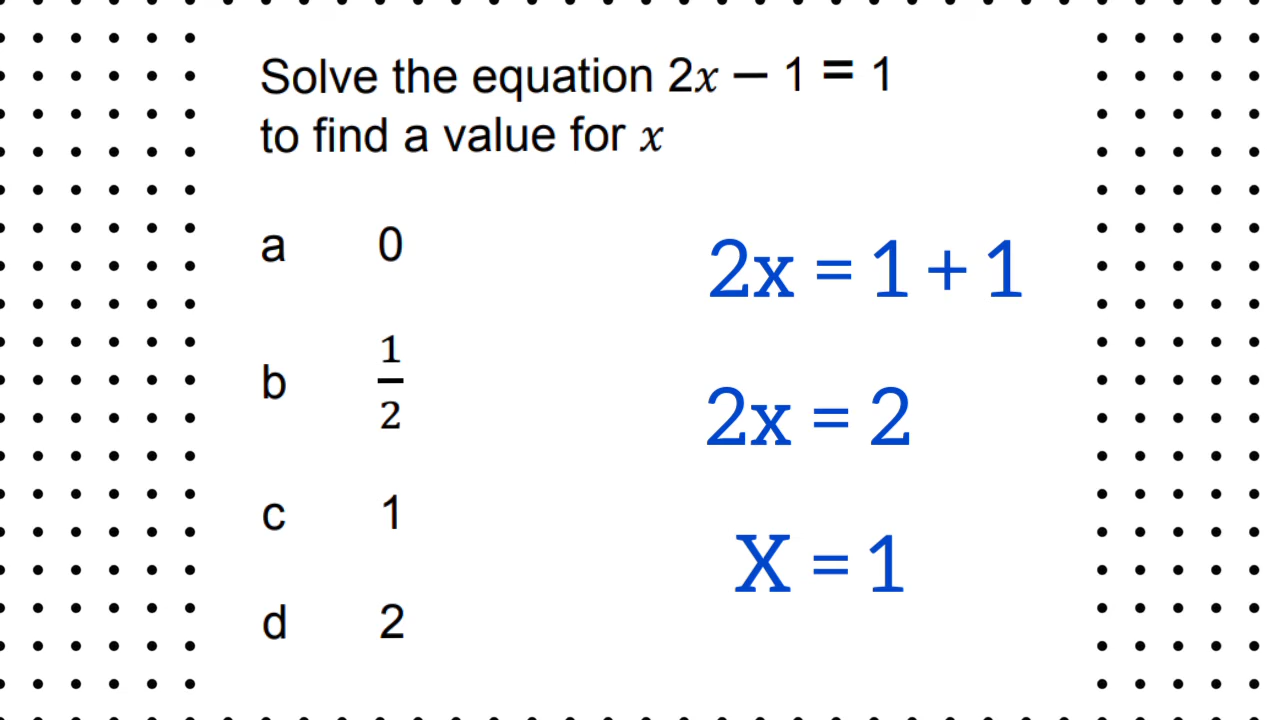 Solve the equation 2x − 1 = 1
to find a value for x
a 0
b 1/2
c 1
d 2
2x = 1 + 1
2x = 2
X = 1